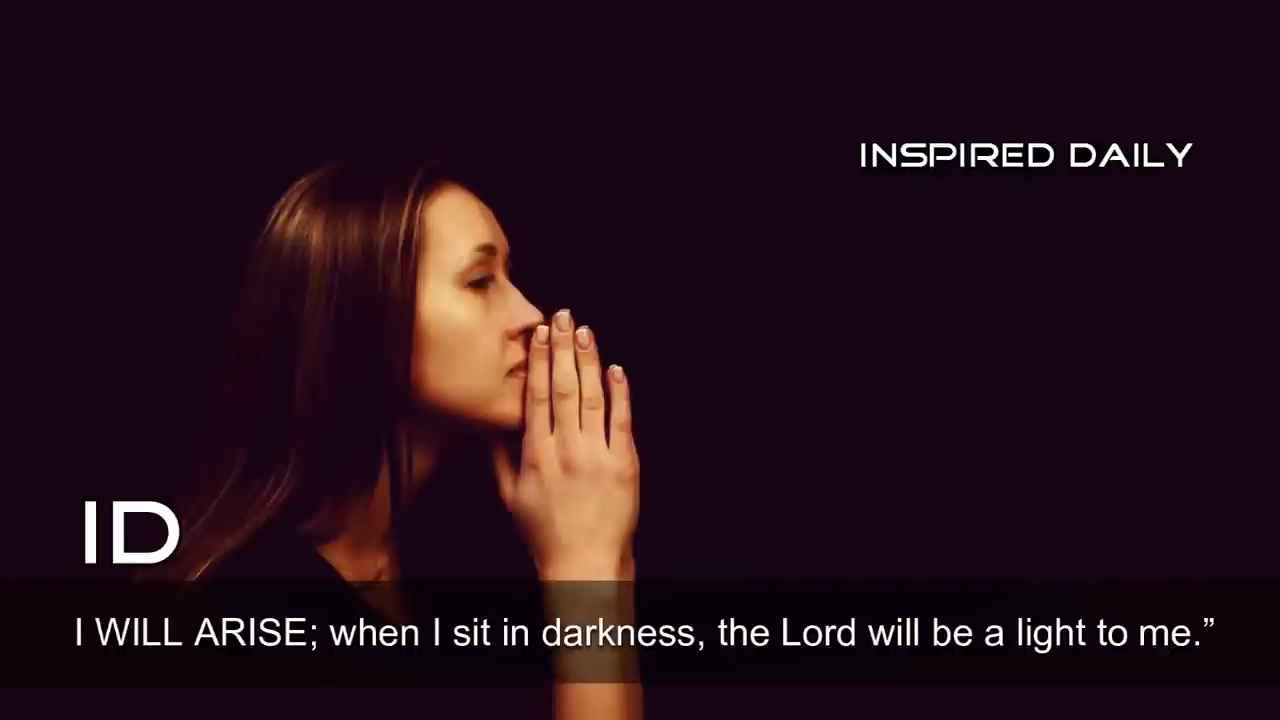 INSPIRED DAILY
ID
I WILL ARISE; when I sit in darkness, the Lord will be a light to me.”